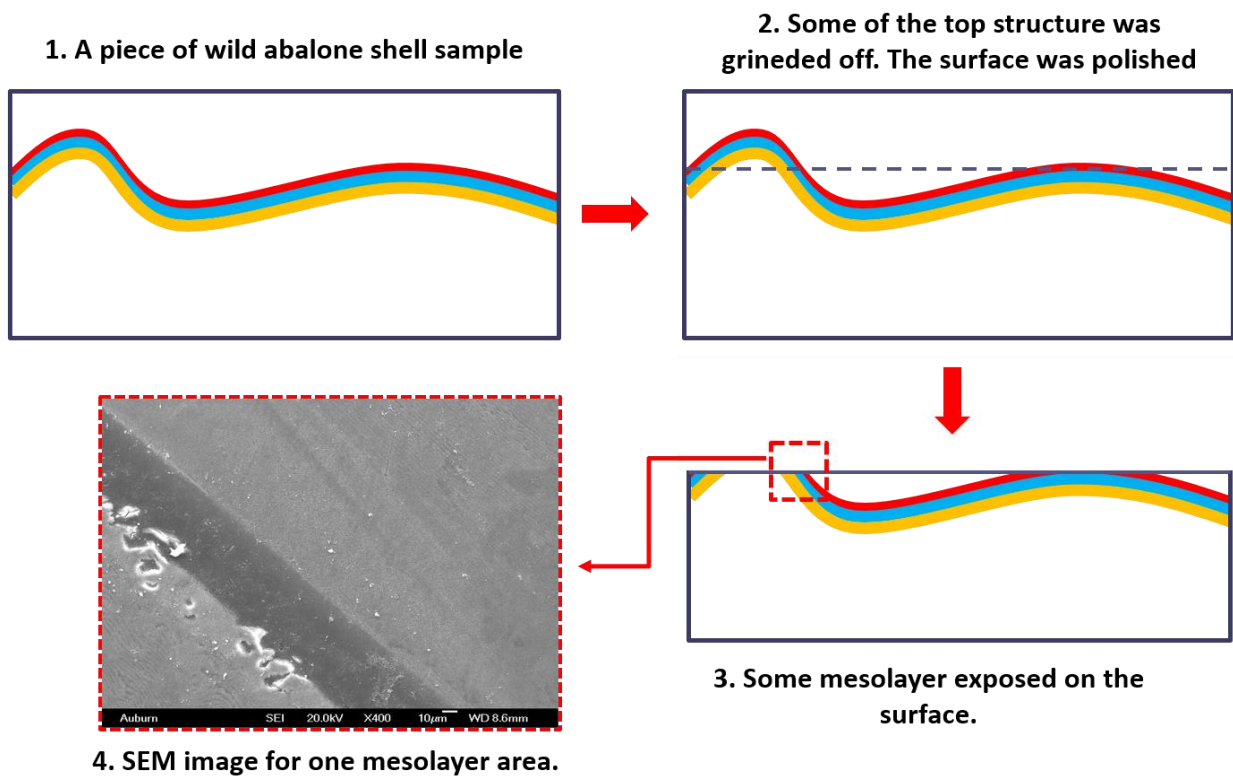 1. A piece of wild abalone shell sample
2. Some of the top structure was
grineded off. The surface was polished
3. Some mesolayer exposed on the
surface.
Auburn SEI 20.0kV X400 10μm WD 8.6mm
4. SEM image for one mesolayer area.